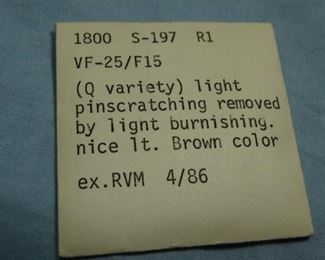 1800 S-197 R1
VF-25/F15
(Q variety) light
pinscratching removed
by light burnishing.
nice lt. Brown color
ex.RVM 4/86